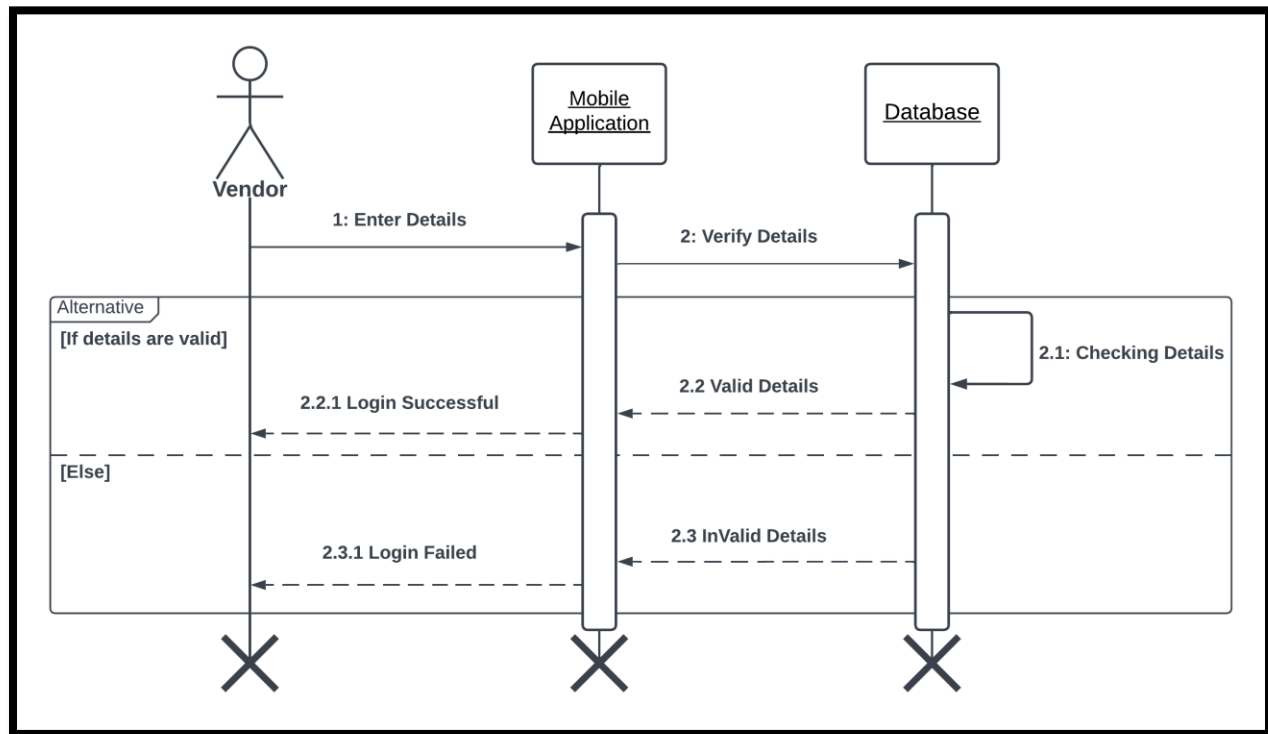 Mobile
Application
Database
Vendor
1: Enter Details
2: Verify Details
Alternative
[If details are valid]
2.1: Checking Details
2.2 Valid Details
2.2.1 Login Successful
[Else]
2.3 InValid Details
2.3.1 Login Failed